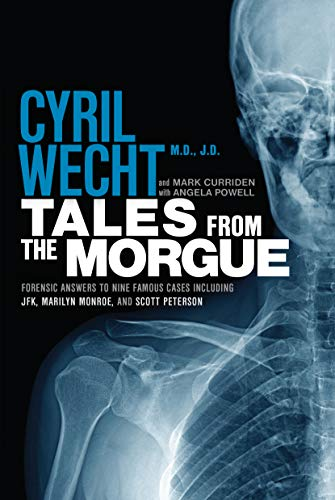 CYRIL
WECHT M.D., J.D.
and MARK CURRIDEN
with ANGELA POWELL
TALES FROM
THE MORGUE
FORENSIC ANSWERS TO NINE FAMOUS CASES INCLUDING
JFK, MARILYN MONROE, AND SCOTT PETERSON